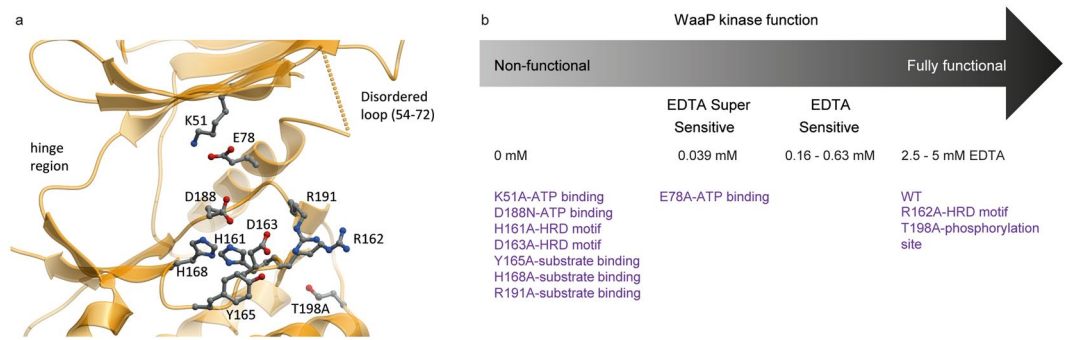 a
K51
E78
Disordered
loop (54-72)
hinge
region
D188
R191
D163
H161
R162
H168
Y165
T198A
b
WaaP kinase function
Non-functional
Fully functional
EDTA Super
Sensitive
EDTA
Sensitive
0 mM
0.039 mM
0.16 - 0.63 mM
2.5 - 5 mM EDTA
K51A-ATP binding
D188N-ATP binding
H161A-HRD motif
D163A-HRD motif
Y165A-substrate binding
H168A-substrate binding
R191A-substrate binding
E78A-ATP binding
WT
R162A-HRD motif
T198A-phosphorylation
site